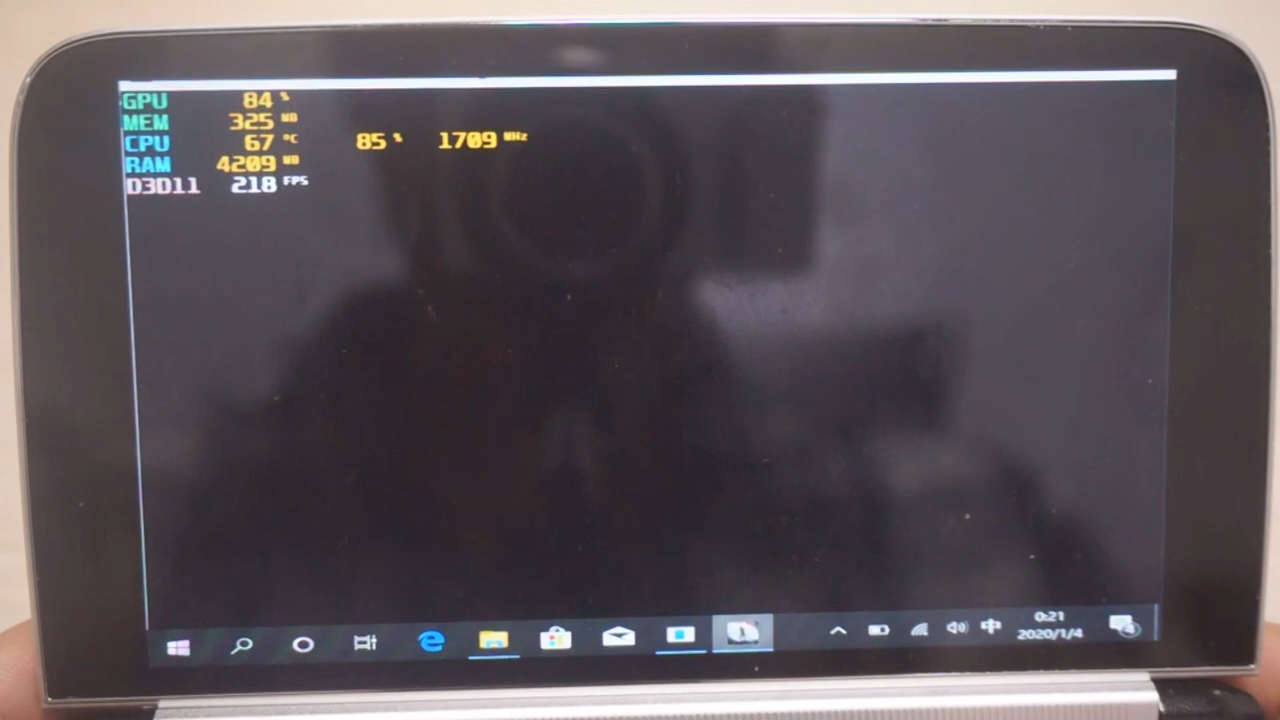 GPU 84 %
MEM 325 MB
CPU 67 °C 85 % 1709 MHz
RAM 4209 MB
D3D11 218 FPS
中 0:21
2020/1/4 4